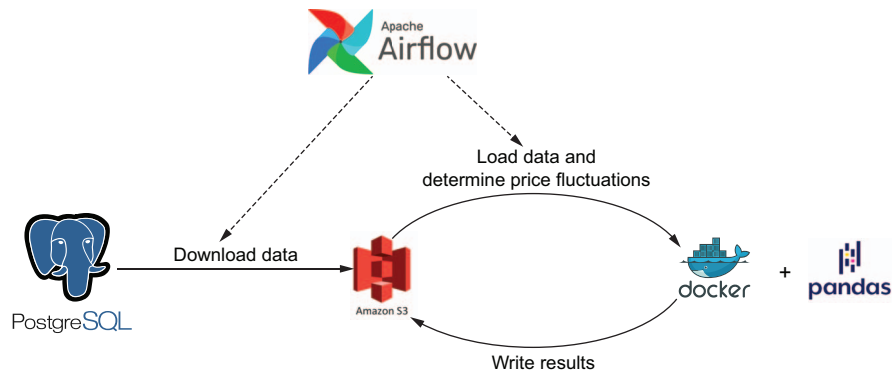 Apache
Airflow
Load data and
determine price fluctuations
Download data
PostgreSQL
Amazon S3
docker
+
pandas
Write results